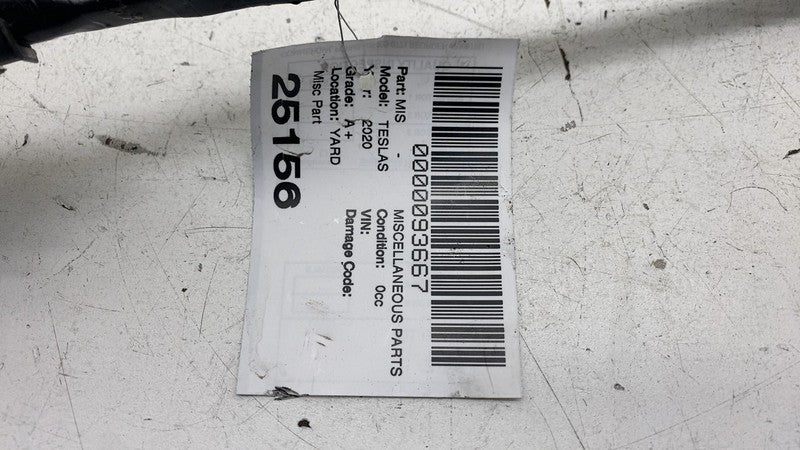 0000093667
Part: MIS - MISCELLANEOUS PARTS
Model: TESLAS Condition: 0cc
Y r: 2020 VIN:
Grade: A+ Damage Code:
Location: YARD
Misc Part
25156